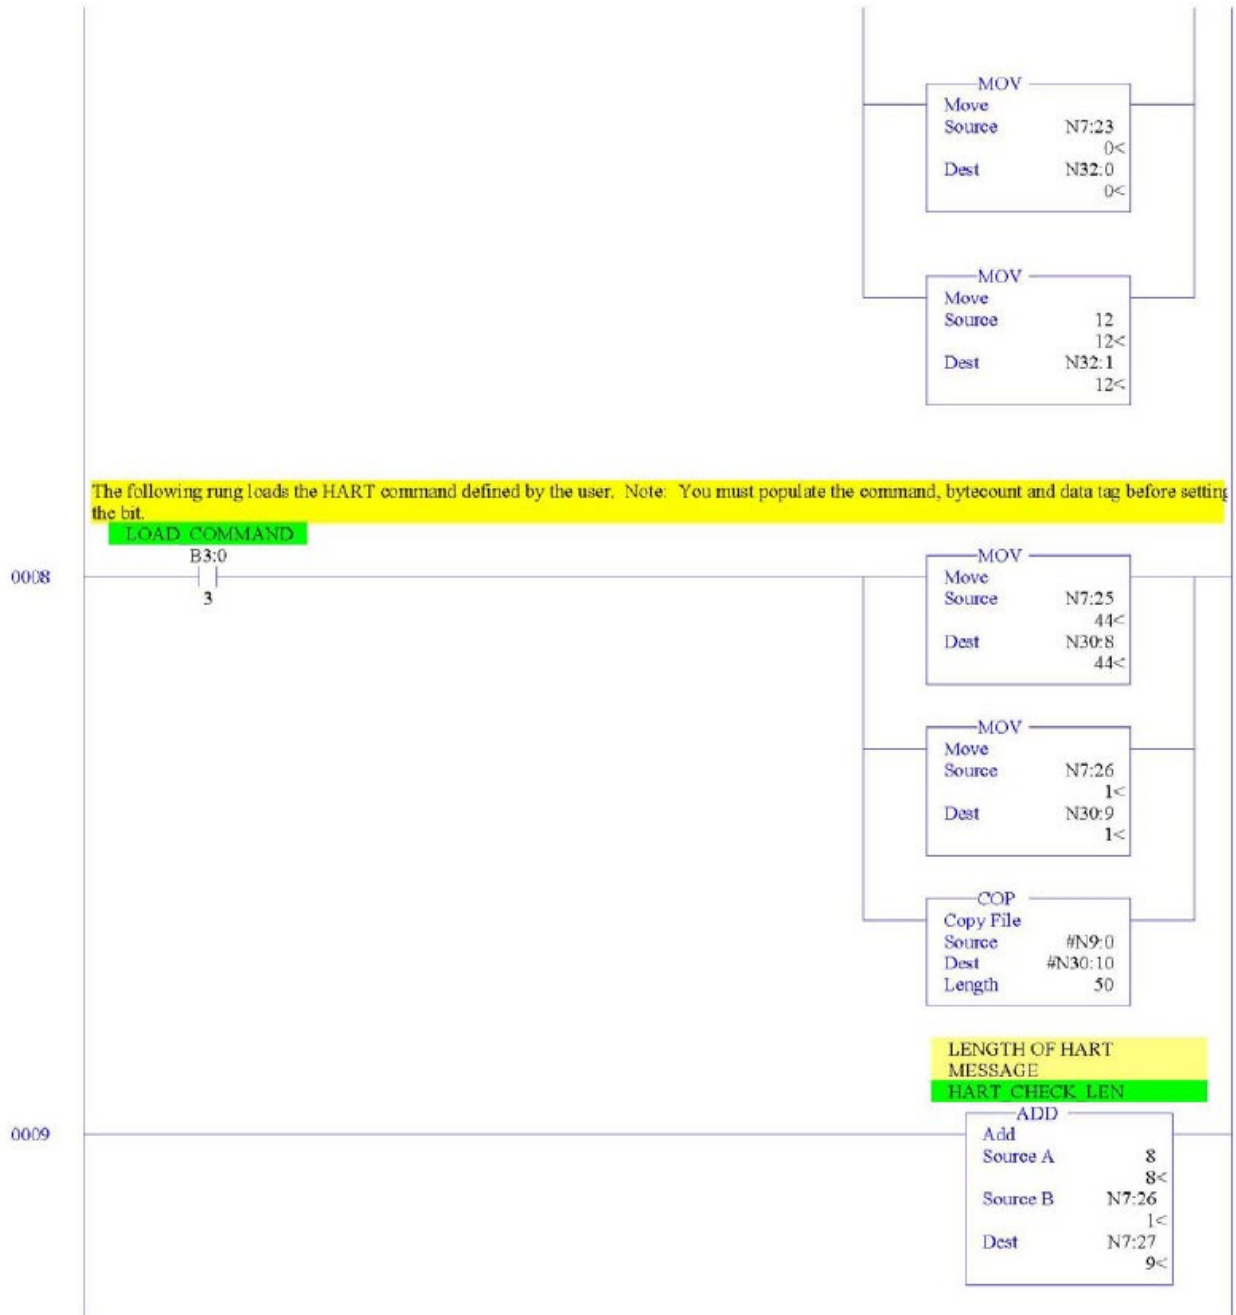 MOV
Move
Source N7:23
0<
Dest N32:0
0<
MOV
Move
Source 12
12<
Dest N32:1
12<
The following rung loads the HART command defined by the user. Note: You must populate the command, bytecount and data tag before setting
the bit.
LOAD_COMMAND
B3:0
0008
3
MOV
Move
Source N7:25
44<
Dest N30:8
44<
MOV
Move
Source N7:26
1<
Dest N30:9
1<
COP
Copy File
Source #N9:0
Dest #N30:10
Length 50
LENGTH OF HART
MESSAGE
HART_CHECK_LEN
0009
ADD
Add
Source A 8
8<
Source B N7:26
1<
Dest N7:27
9<